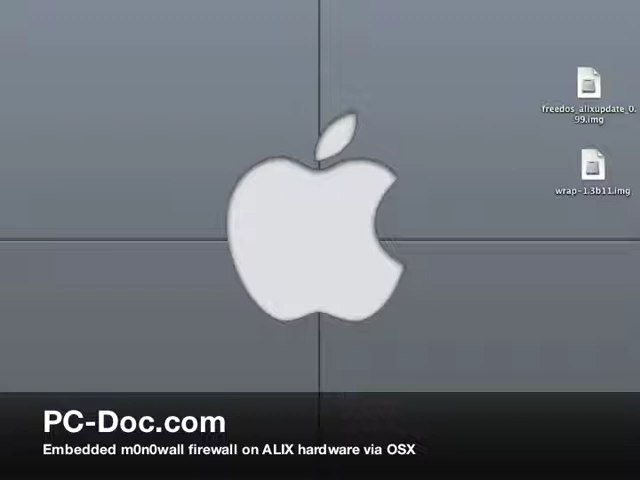 freedos_alixupdate_0.
99.img
wrap-1.3b11.img
PC-Doc.com
Embedded m0n0wall firewall on ALIX hardware via OSX